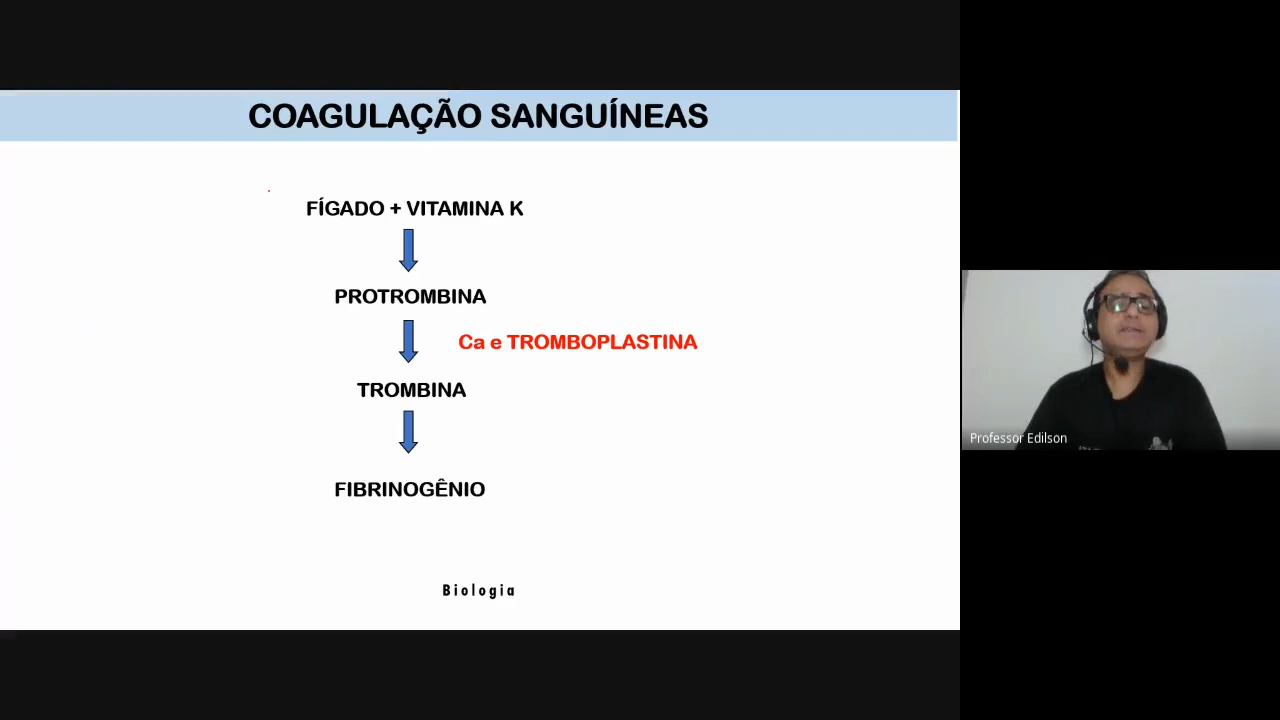 COAGULAÇÃO SANGUÍNEAS
FÍGADO + VITAMINA K
PROTROMBINA
Ca e TROMBOPLASTINA
TROMBINA
FIBRINOGÊNIO
Biologia
Professor Edilson